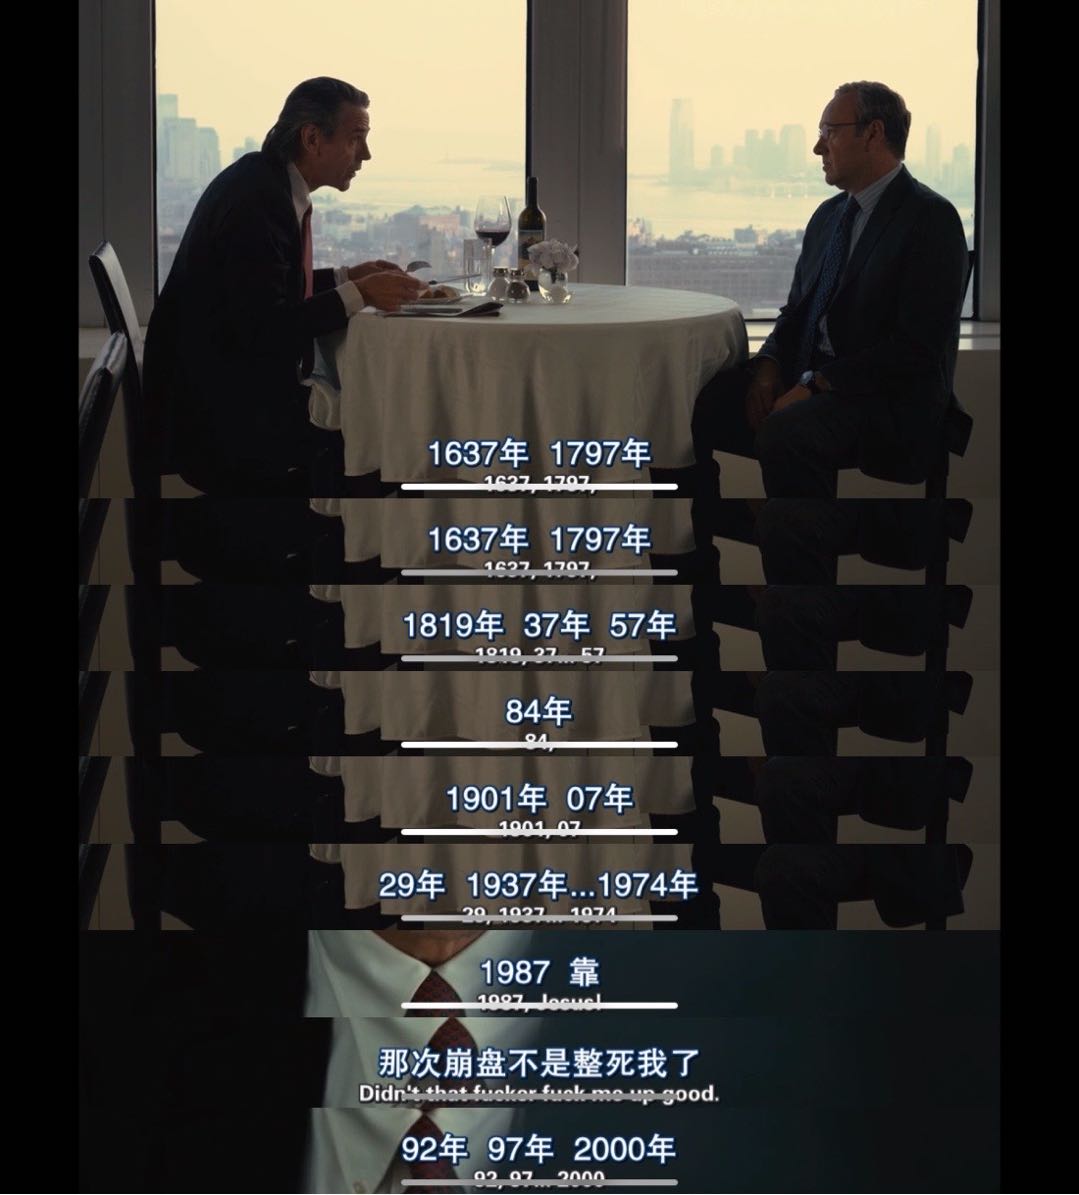 1637年 1797年
1637, 1797,
1637年 1797年
1637, 1797,
1819年 37年 57年
1819, 37... 57
84年
84,
1901年 07年
1901, 07
29年 1937年...1974年
29, 1937... 1974
1987 靠
1987, Jesus!
那次崩盘不是整死我了
Didn't that fucker fuck me up good.
92年 97年 2000年
92, 97... 2000